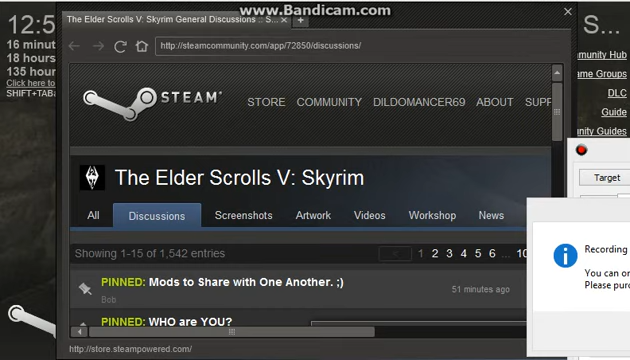 www.Bandicam.com
12:5
The Elder Scrolls V: Skyrim General Discussions :: S...
S...
16 minut
18 hours
135 hour
Click here to
SHIFT+TAB
http://steamcommunity.com/app/72850/discussions/
STEAM
STORE COMMUNITY DILDOMANCER69 ABOUT SUPP
munity Hub
ame Groups
DLC
Guide
nity Guides
The Elder Scrolls V: Skyrim
Target
All Discussions Screenshots Artwork Videos Workshop News
Showing 1-15 of 1,542 entries
< 1 2 3 4 5 6 ... 10
Recording
You can on
Please purc
PINNED: Mods to Share with One Another. ;)
Bob
51 minutes ago
PINNED: WHO are YOU?
http://store.steampowered.com/